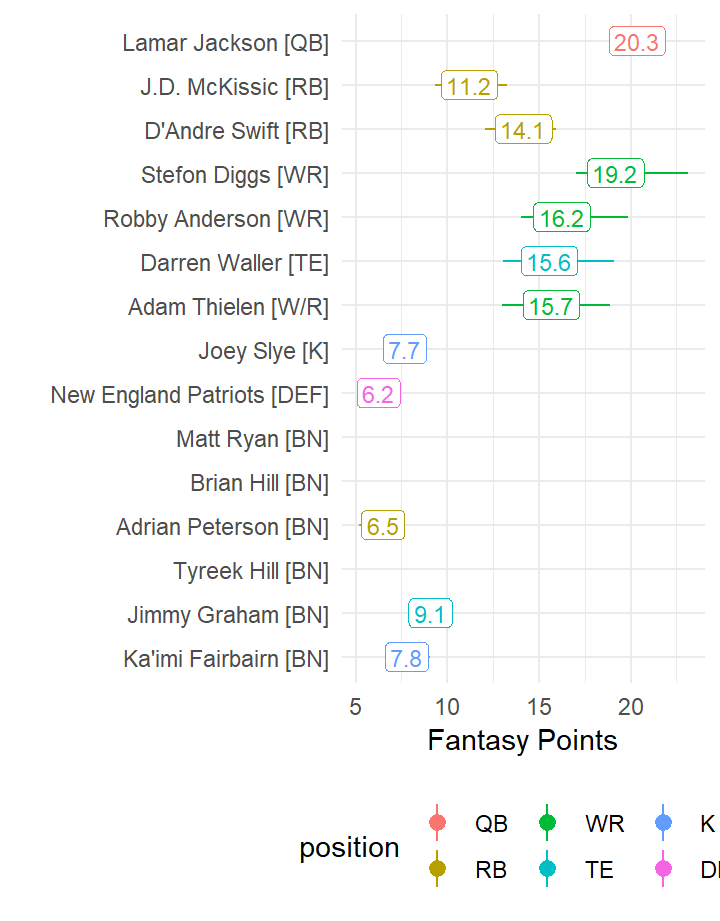 Lamar Jackson [QB] 20.3
J.D. McKissic [RB] 11.2
D'Andre Swift [RB] 14.1
Stefon Diggs [WR] 19.2
Robby Anderson [WR] 16.2
Darren Waller [TE] 15.6
Adam Thielen [W/R] 15.7
Joey Slye [K] 7.7
New England Patriots [DEF] 6.2
Matt Ryan [BN]
Brian Hill [BN]
Adrian Peterson [BN] 6.5
Tyreek Hill [BN]
Jimmy Graham [BN] 9.1
Ka'imi Fairbairn [BN] 7.8
5 10 15 20
Fantasy Points
position
QB WR K
RB TE